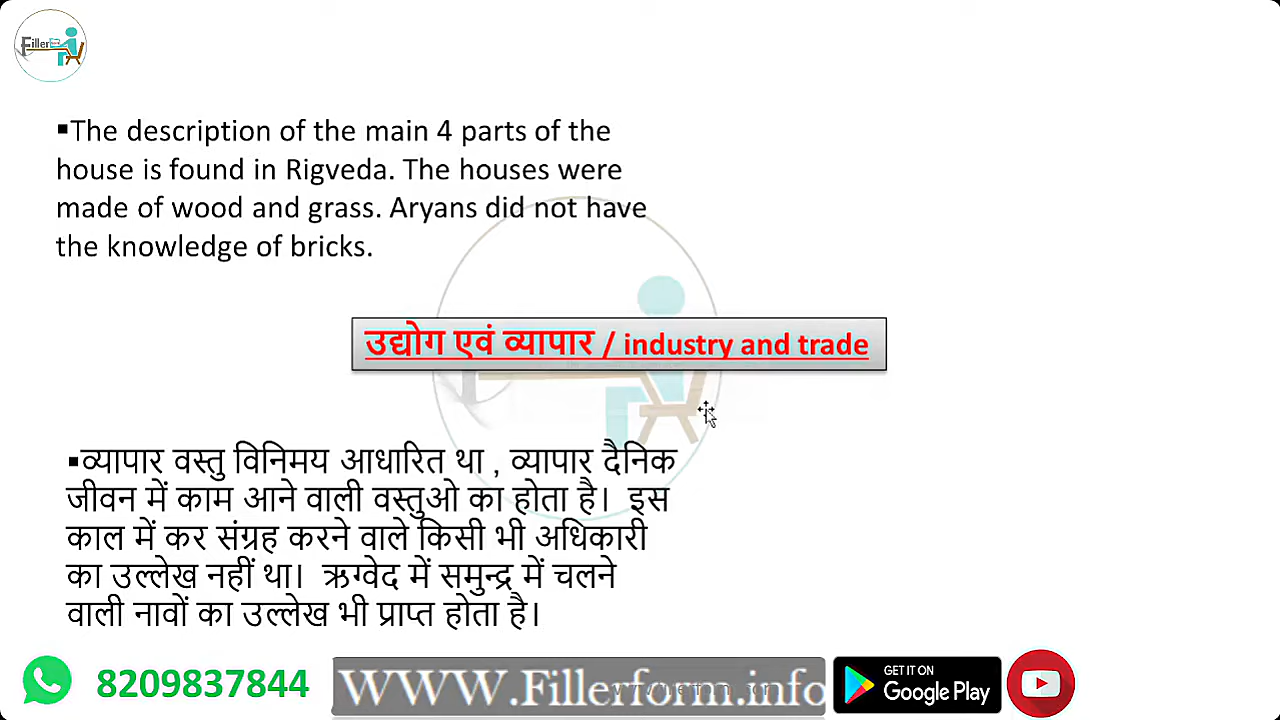 Filler
▪The description of the main 4 parts of the
house is found in Rigveda. The houses were
made of wood and grass. Aryans did not have
the knowledge of bricks.
उद्योग एवं व्यापार / industry and trade
▪व्यापार वस्तु विनिमय आधारित था , व्यापार दैनिक
जीवन में काम आने वाली वस्तुओ का होता है। इस
काल में कर संग्रह करने वाले किसी भी अधिकारी
का उल्लेख नहीं था। ऋग्वेद में समुन्द्र में चलने
वाली नावों का उल्लेख भी प्राप्त होता है।
8209837844
WWW.Fillerform.info
GET IT ON
Google Play